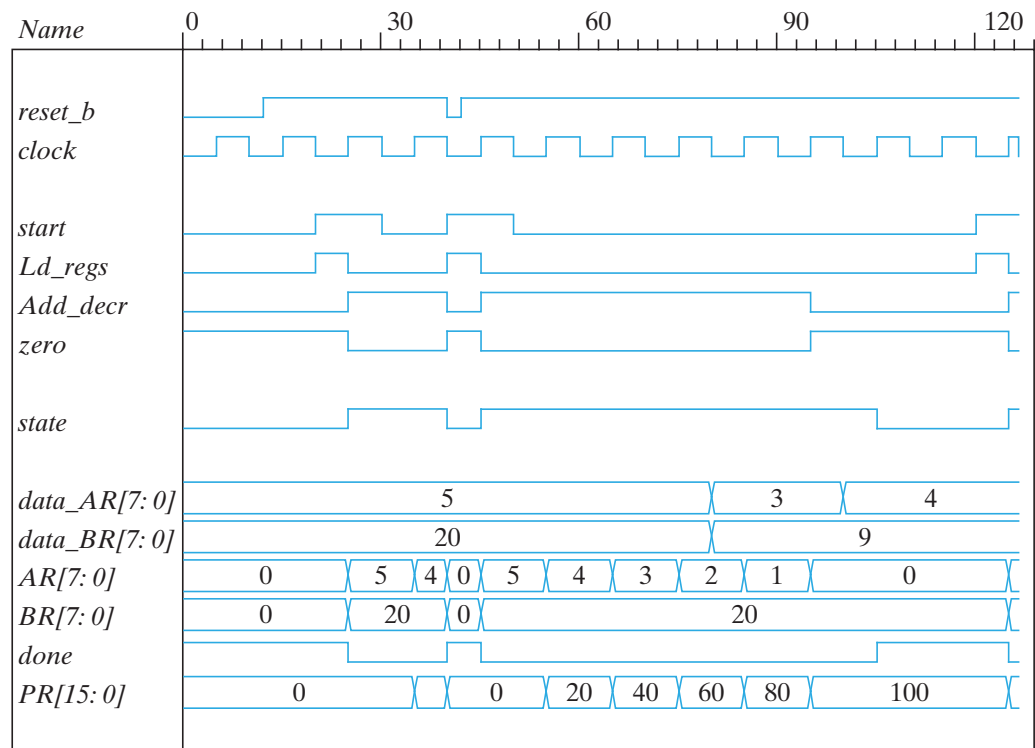 Name 0 30 60 90 120
reset_b
clock
start
Ld_regs
Add_decr
zero
state
data_AR[7: 0] 5 3 4
data_BR[7: 0] 20 9
AR[7: 0] 0 5 4 0 5 4 3 2 1 0
BR[7: 0] 0 20 0 20
done
PR[15: 0] 0 0 20 40 60 80 100